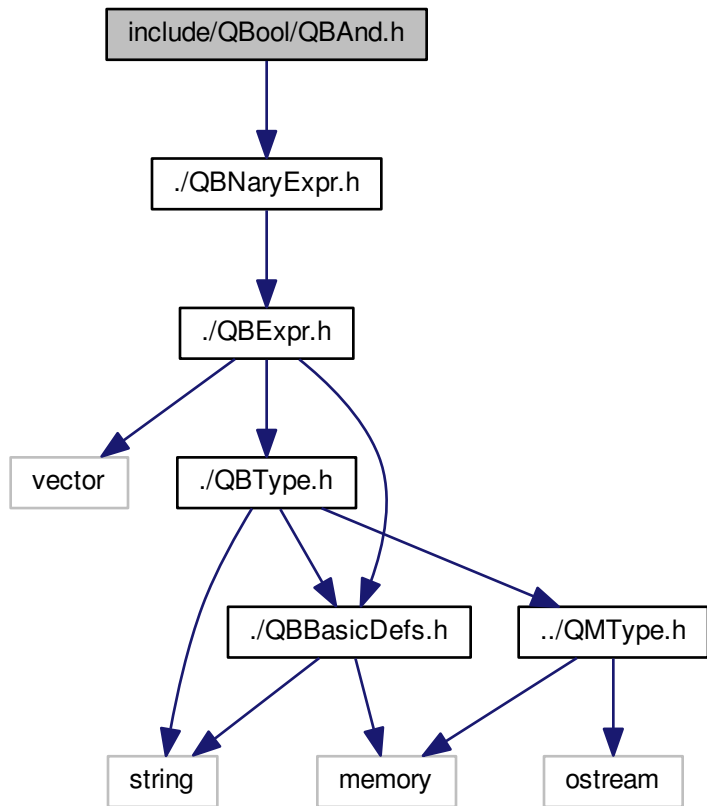 include/QBool/QBAnd.h
./QBNaryExpr.h
./QBExpr.h
vector
./QBType.h
./QBBasicDefs.h
../QMType.h
string
memory
ostream